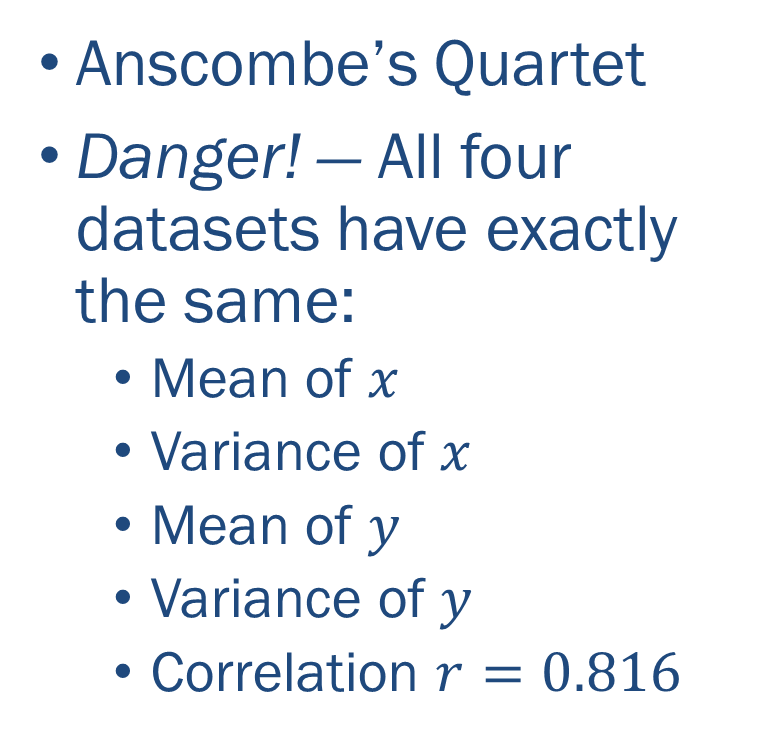 • Anscombe’s Quartet
• Danger! — All four
datasets have exactly
the same:
• Mean of x
• Variance of x
• Mean of y
• Variance of y
• Correlation r = 0.816